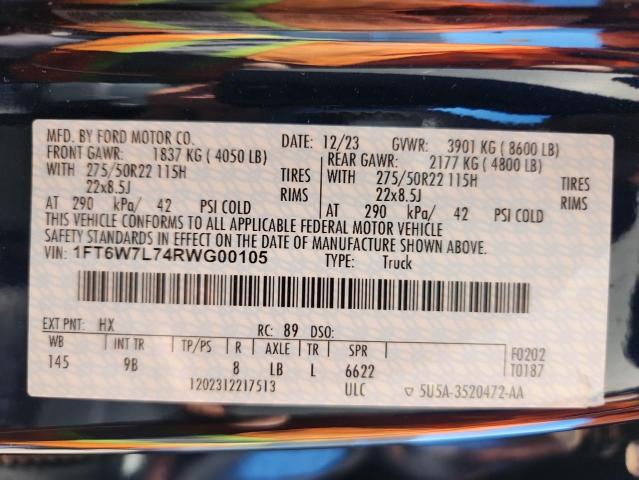 MFD. BY FORD MOTOR CO.
DATE: 12/23 GVWR: 3901 KG ( 8600 LB)
FRONT GAWR: 1837 KG ( 4050 LB)
REAR GAWR: 2177 KG ( 4800 LB)
WITH 275/50R22 115H TIRES
WITH 275/50R22 115H TIRES
22x8.5J RIMS
22x8.5J RIMS
AT 290 kPa/ 42 PSI COLD
AT 290 kPa/ 42 PSI COLD
THIS VEHICLE CONFORMS TO ALL APPLICABLE FEDERAL MOTOR VEHICLE
SAFETY STANDARDS IN EFFECT ON THE DATE OF MANUFACTURE SHOWN ABOVE.
VIN: 1FT6W7L74RWG00105 TYPE: Truck
EXT PNT: HX RC: 89 DSO:
WB INT TR TP/PS R AXLE TR SPR F0202
145 9B 8 LB L 6622 T0187
1202312217513 ULC ▽ 5U5A-3520472-AA